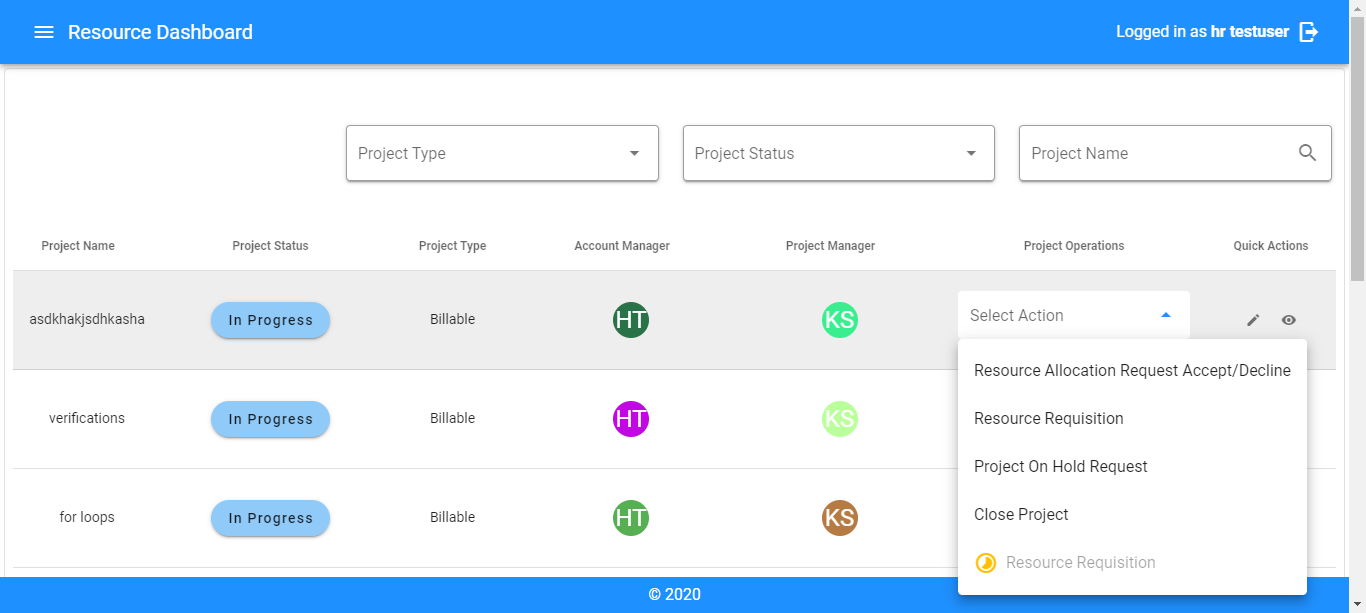 Resource Dashboard
Logged in as hr testuser
Project Type
Project Status
Project Name
Project Name Project Status Project Type Account Manager Project Manager Project Operations Quick Actions
asdkhakjsdhkasha In Progress Billable HT KS Select Action
Resource Allocation Request Accept/Decline
verifications In Progress Billable HT KS Resource Requisition
Project On Hold Request
for loops In Progress Billable HT KS Close Project
Resource Requisition
© 2020